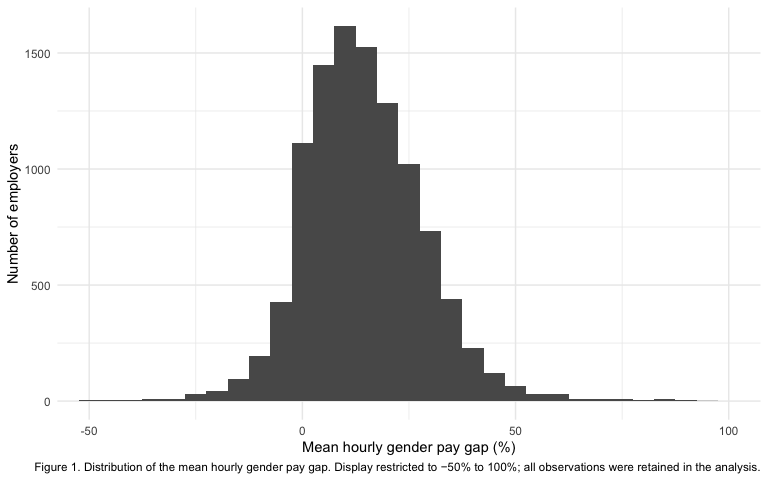 1500
1000
500
0
Number of employers
-50
0
50
100
Mean hourly gender pay gap (%)
Figure 1. Distribution of the mean hourly gender pay gap. Display restricted to −50% to 100%; all observations were retained in the analysis.